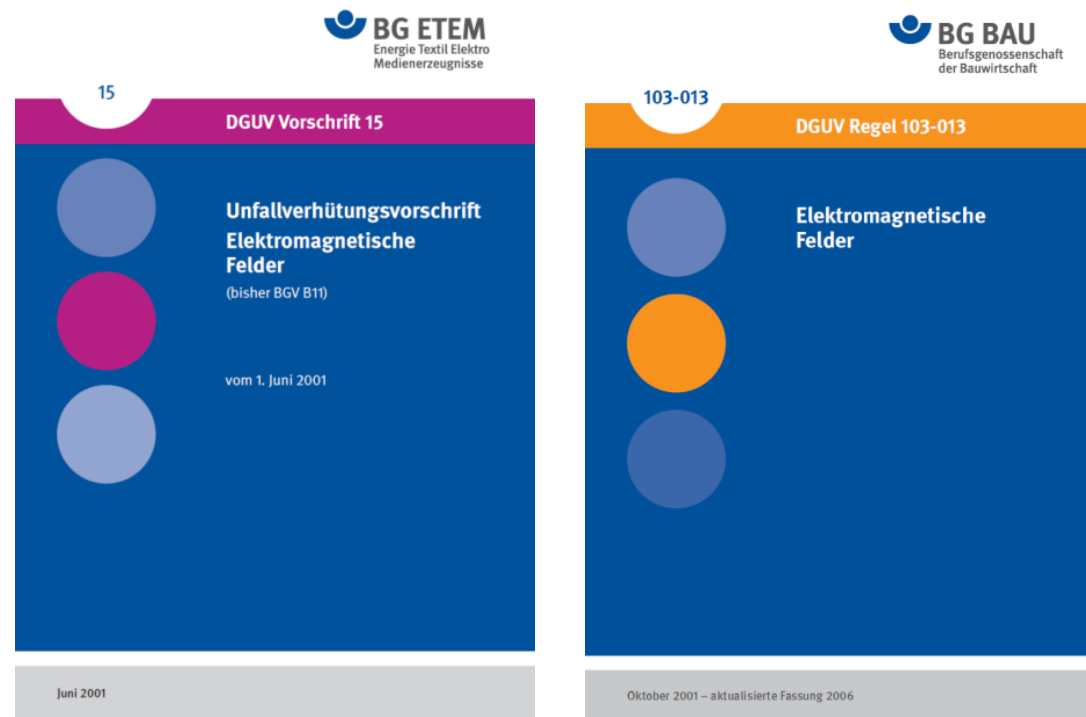 BG ETEM
Energie Textil Elektro
Medienerzeugnisse
15
DGUV Vorschrift 15
Unfallverhütungsvorschrift
Elektromagnetische
Felder
(bisher BGV B11)
vom 1. Juni 2001
Juni 2001
BG BAU
Berufsgenossenschaft
der Bauwirtschaft
103-013
DGUV Regel 103-013
Elektromagnetische
Felder
Oktober 2001 – aktualisierte Fassung 2006